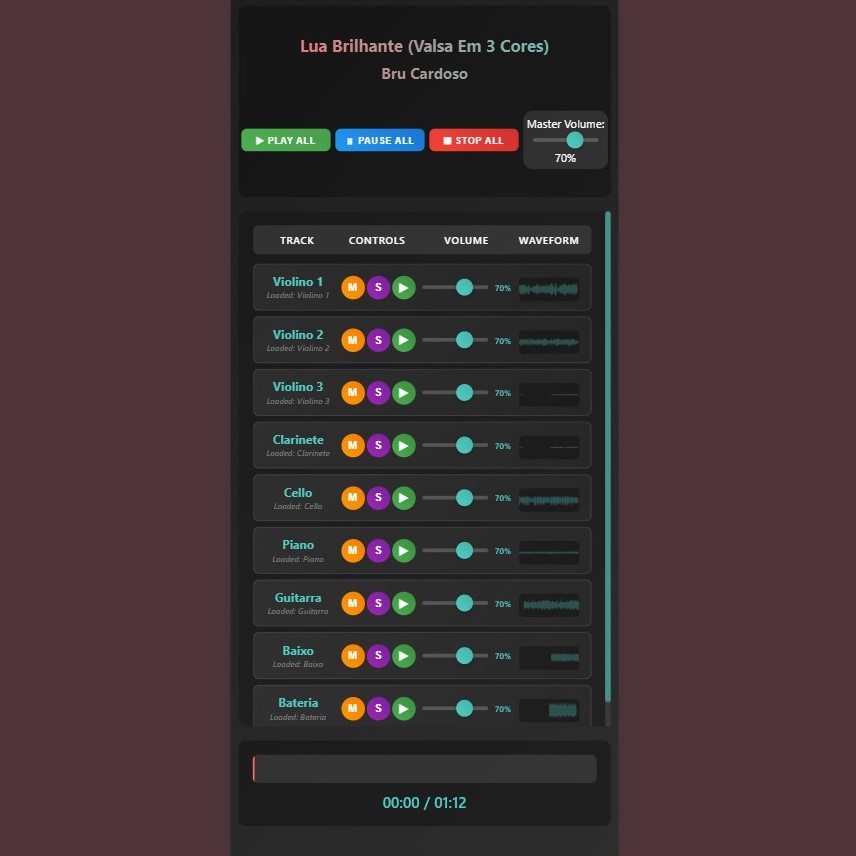 Lua Brilhante (Valsa Em 3 Cores)
Bru Cardoso
PLAY ALL PAUSE ALL STOP ALL
Master Volume:
70%
TRACK CONTROLS VOLUME WAVEFORM
Violino 1
Loaded: Violino 1
M S 70%
Violino 2
Loaded: Violino 2
M S 70%
Violino 3
Loaded: Violino 3
M S 70%
Clarinete
Loaded: Clarinete
M S 70%
Cello
Loaded: Cello
M S 70%
Piano
Loaded: Piano
M S 70%
Guitarra
Loaded: Guitarra
M S 70%
Baixo
Loaded: Baixo
M S 70%
Bateria
Loaded: Bateria
M S 70%
00:00 / 01:12